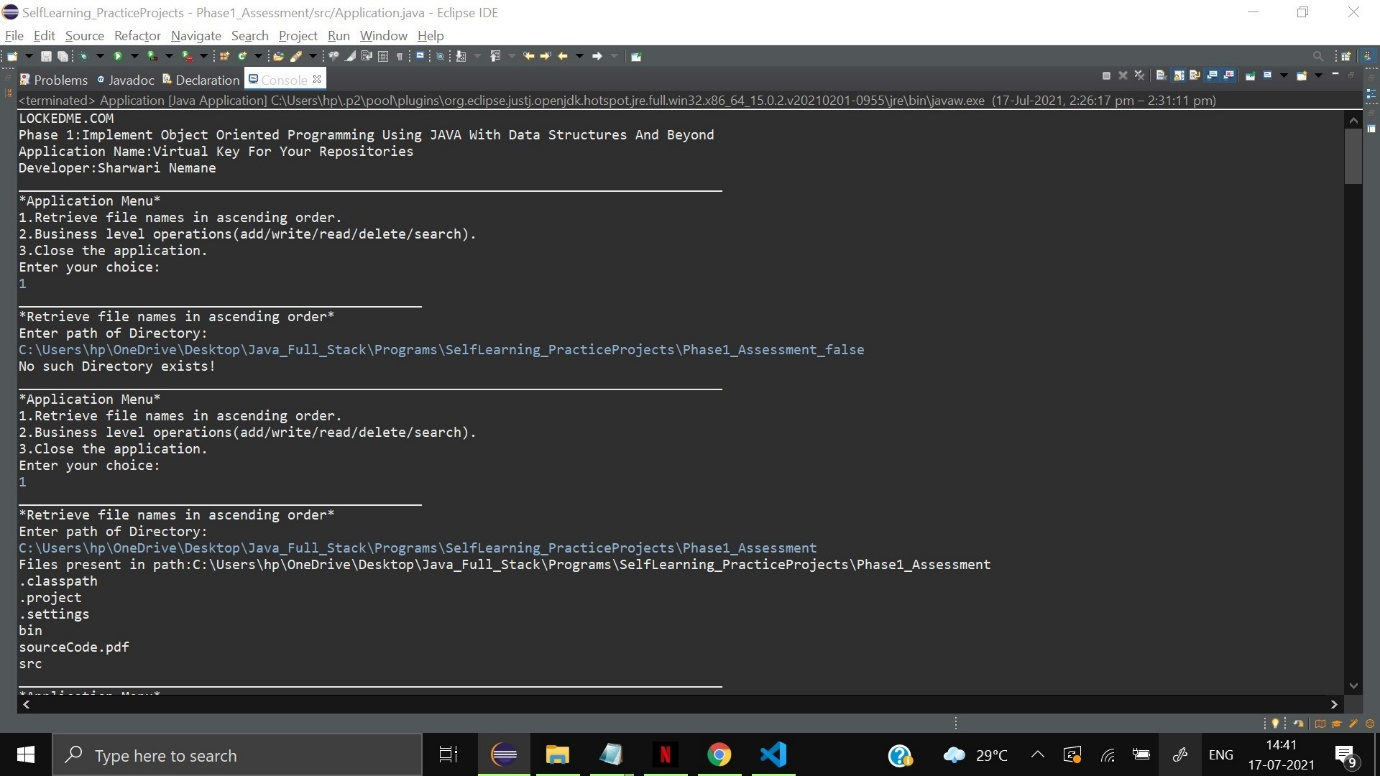 SelfLearning_PracticeProjects - Phase1_Assessment/src/Application.java - Eclipse IDE
File Edit Source Refactor Navigate Search Project Run Window Help
Problems Javadoc Declaration Console
<terminated> Application [Java Application] C:\Users\hp\.p2\pool\plugins\org.eclipse.justj.openjdk.hotspot.jre.full.win32.x86_64_15.0.2.v20210201-0955\jre\bin\javaw.exe (17-Jul-2021, 2:26:17 pm – 2:31:11 pm)
LOCKEDME.COM
Phase 1:Implement Object Oriented Programming Using JAVA With Data Structures And Beyond
Application Name:Virtual Key For Your Repositories
Developer:Sharwari Nemane
*Application Menu*
1.Retrieve file names in ascending order.
2.Business level operations(add/write/read/delete/search).
3.Close the application.
Enter your choice:
1
*Retrieve file names in ascending order*
Enter path of Directory:
C:\Users\hp\OneDrive\Desktop\Java_Full_Stack\Programs\SelfLearning_PracticeProjects\Phase1_Assessment_false
No such Directory exists!
*Application Menu*
1.Retrieve file names in ascending order.
2.Business level operations(add/write/read/delete/search).
3.Close the application.
Enter your choice:
1
*Retrieve file names in ascending order*
Enter path of Directory:
C:\Users\hp\OneDrive\Desktop\Java_Full_Stack\Programs\SelfLearning_PracticeProjects\Phase1_Assessment
Files present in path:C:\Users\hp\OneDrive\Desktop\Java_Full_Stack\Programs\SelfLearning_PracticeProjects\Phase1_Assessment
.classpath
.project
.settings
bin
sourceCode.pdf
src
*Application Menu*
Type here to search
29°C
ENG
14:41
17-07-2021
9